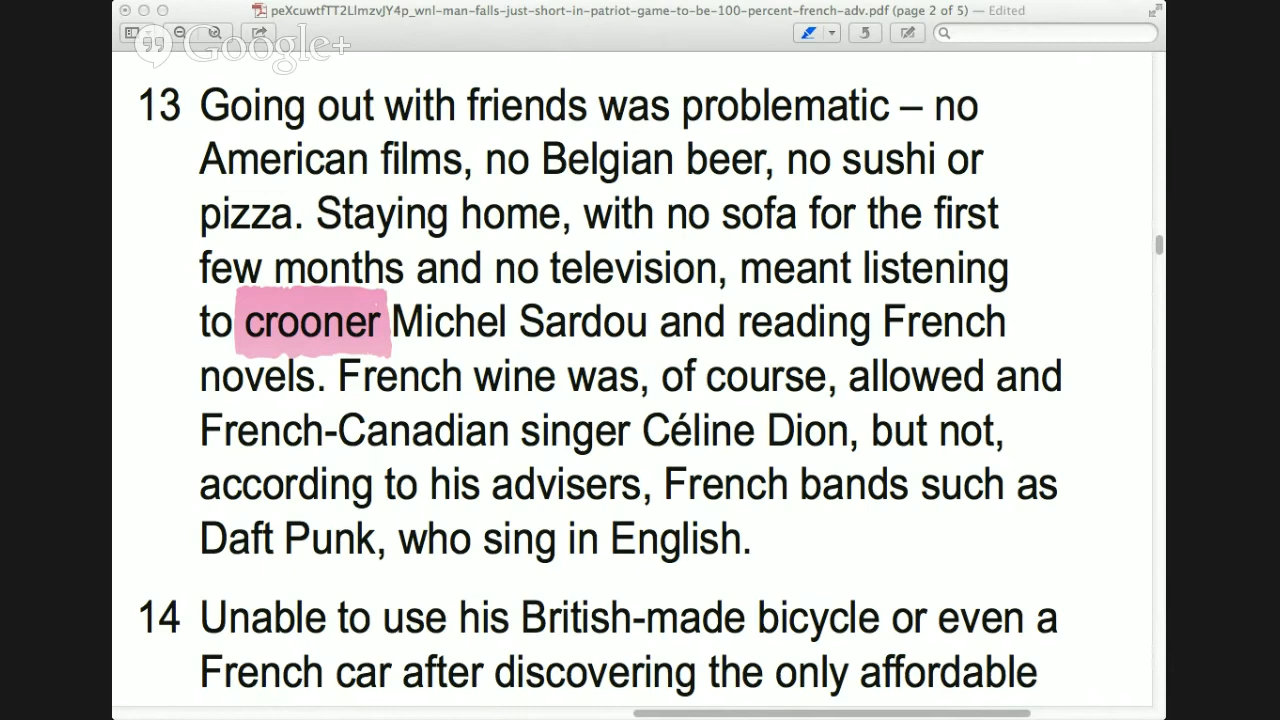 peXcuwtfTT2LlmzvJY4p_wnl-man-falls-just-short-in-patriot-game-to-be-100-percent-french-adv.pdf (page 2 of 5) — Edited
Google+
13 Going out with friends was problematic – no
American films, no Belgian beer, no sushi or
pizza. Staying home, with no sofa for the first
few months and no television, meant listening
to crooner Michel Sardou and reading French
novels. French wine was, of course, allowed and
French-Canadian singer Céline Dion, but not,
according to his advisers, French bands such as
Daft Punk, who sing in English.
14 Unable to use his British-made bicycle or even a
French car after discovering the only affordable